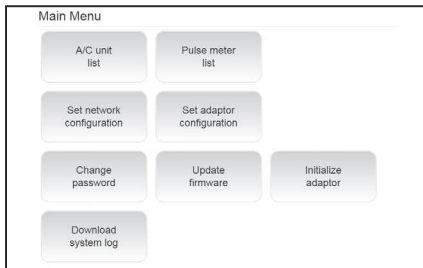 Main Menu
A/C unit
list
Pulse meter
list
Set network
configuration
Set adaptor
configuration
Change
password
Update
firmware
Initialize
adaptor
Download
system log